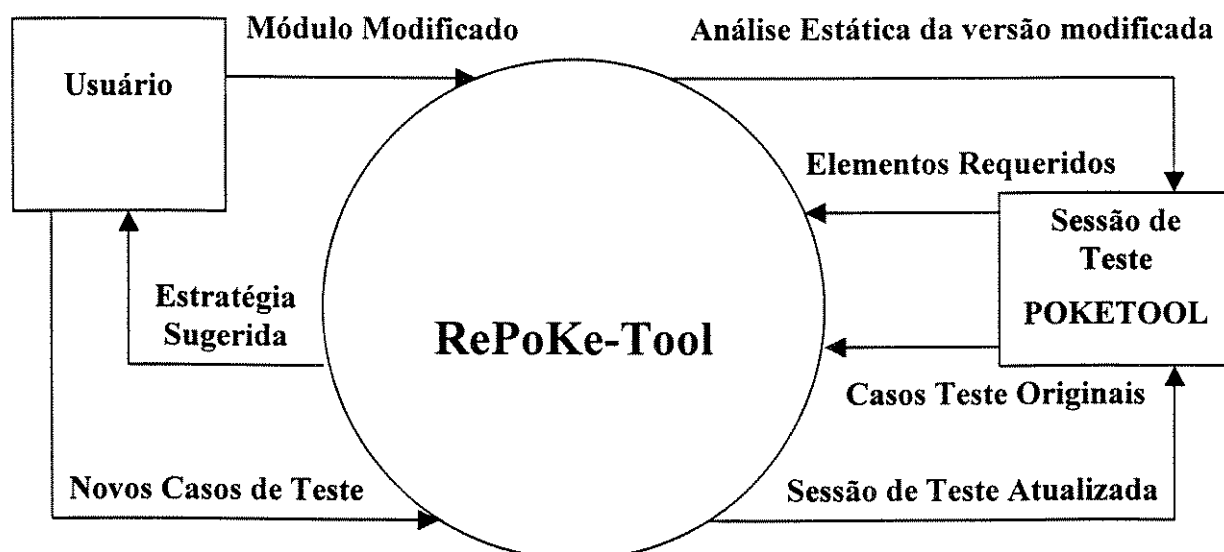 Módulo Modificado
Análise Estática da versão modificada
Usuário
Elementos Requeridos
Sessão de
Teste
POKETOOL
Estratégia
Sugerida
RePoKe-Tool
Casos Teste Originais
Novos Casos de Teste
Sessão de Teste Atualizada